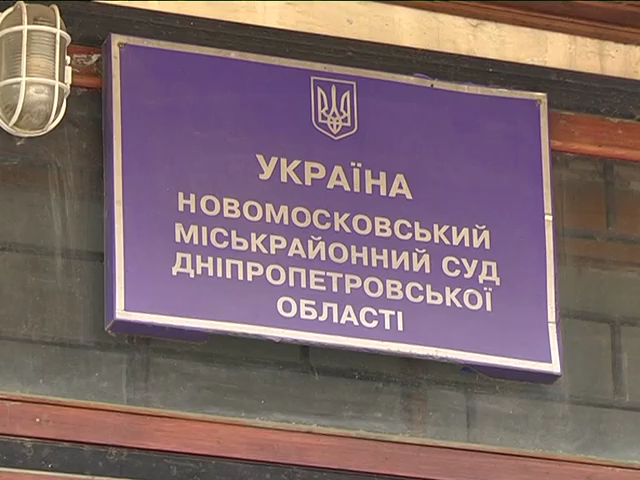 УКРАЇНА
НОВОМОСКОВСЬКИЙ
МІСЬКРАЙОННИЙ СУД
ДНІПРОПЕТРОВСЬКОЇ
ОБЛАСТІ